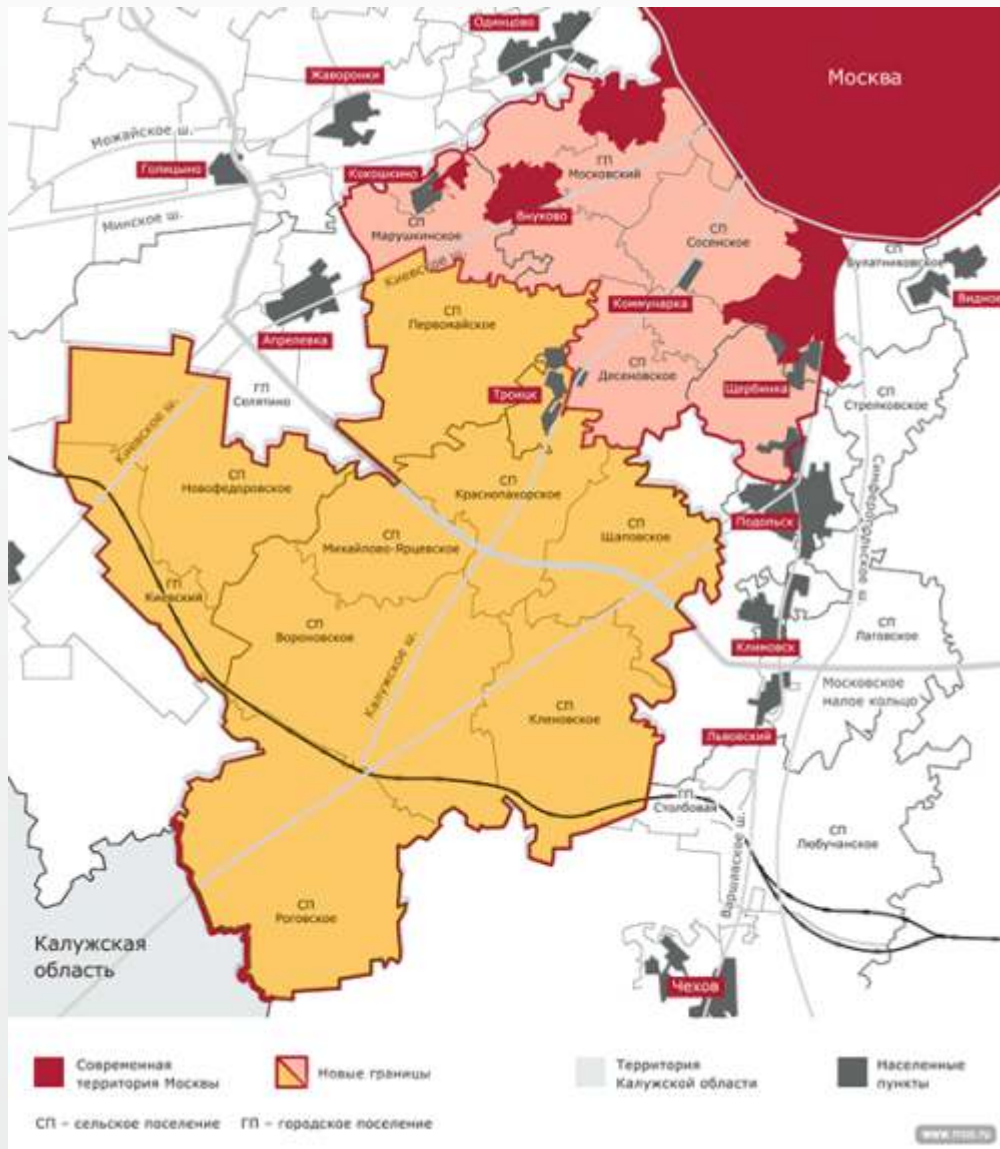 Одинцово
Москва
Жаворонки
Можайское ш.
Голицыно
Кокошкино
ГП
Московский
Минское ш.
Внуково
СП
Марушкинское
СП
Сосенское
СП
Булатниковское
Киевское ш.
Видное
Коммунарка
СП
Первомайское
Апрелевка
ГП
Селятино
Троицк
СП
Десеновское
Щербинка
СП
Стрелковское
Киевское ш.
СП
Новофедоровское
СП
Краснопахорское
Симферопольское ш.
СП
Михайлово-Ярцевское
СП
Щаповское
Подольск
ГП
Киевский
СП
Вороновское
Климовск
СП
Лаговское
Калужское ш.
СП
Кленовское
Московское
малое кольцо
Львовский
ГП
Столбовая
СП
Любучанское
Варшавское ш.
СП
Роговское
Калужская
область
Чехов
Современная
территория Москвы
Новые границы
Территория
Калужской области
Населенные
пункты
СП – сельское поселение ГП – городское поселение
www.mos.ru